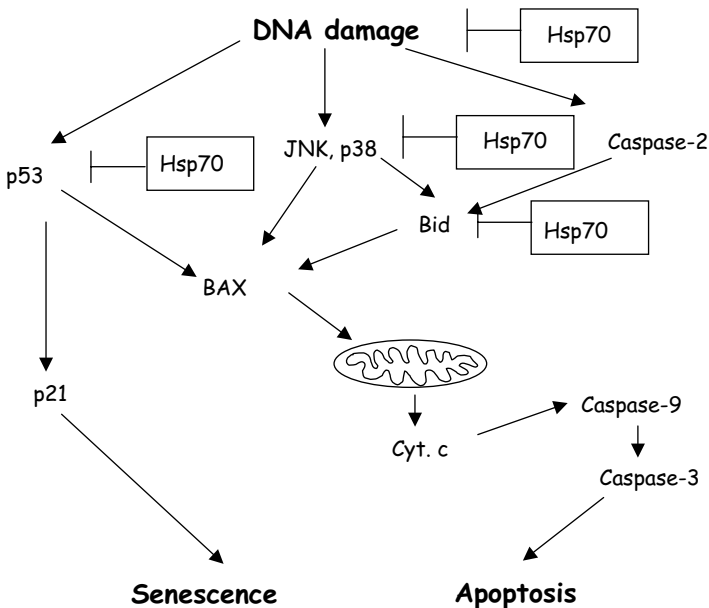 DNA damage
Hsp70
JNK, p38
Hsp70
Caspase-2
p53
Hsp70
Bid
Hsp70
BAX
p21
Caspase-9
Cyt. c
Caspase-3
Senescence
Apoptosis